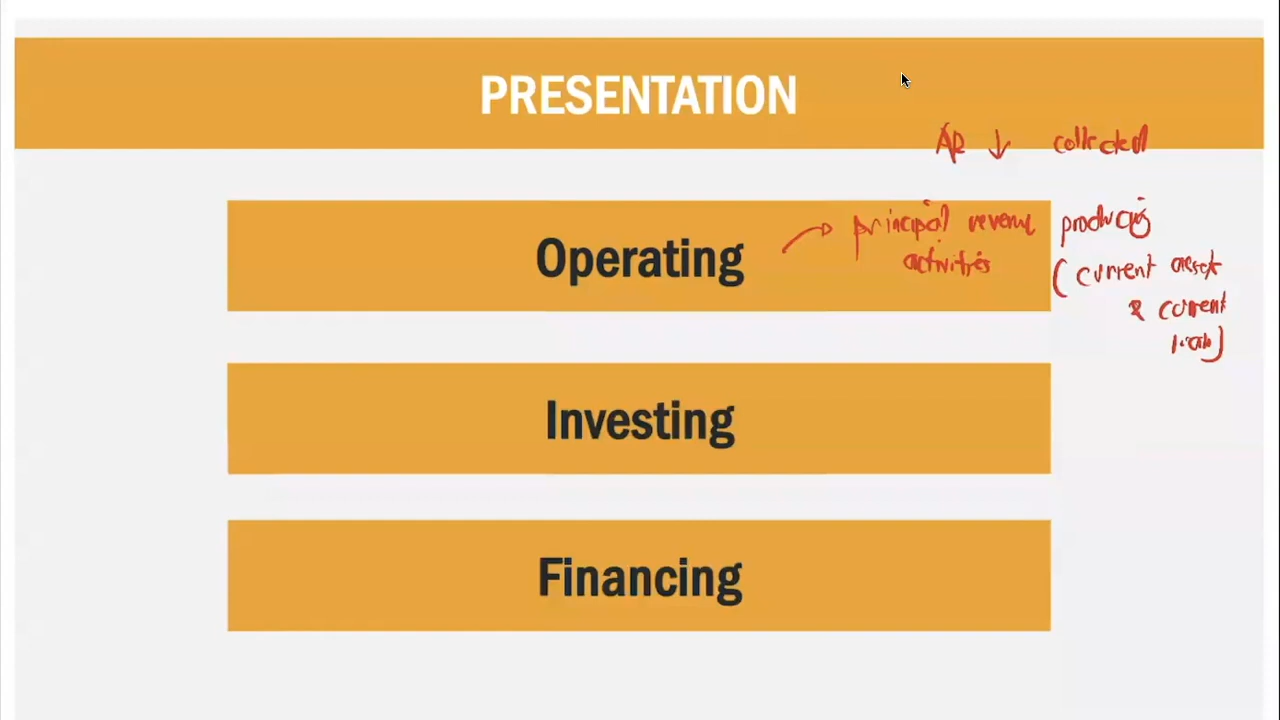 PRESENTATION
AR ↓ collected
Operating
principal revenue producing
activities
(current asset
& current
liab)
Investing
Financing